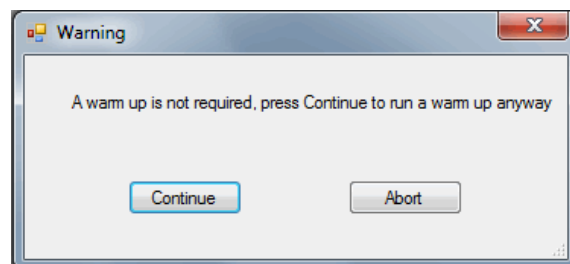 Warning
A warm up is not required, press Continue to run a warm up anyway
Continue
Abort